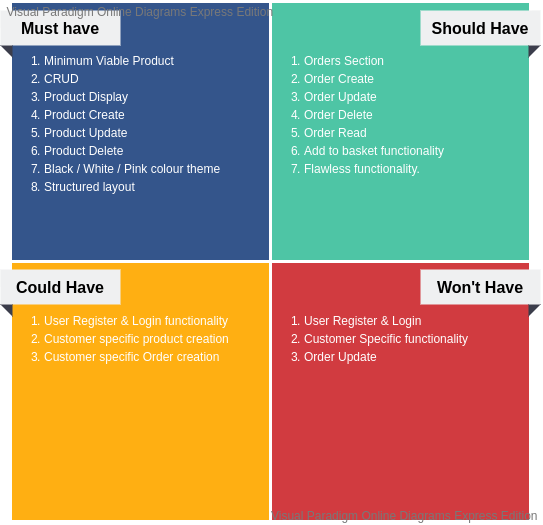 Visual Paradigm Online Diagrams Express Edition
Must have
1. Minimum Viable Product
2. CRUD
3. Product Display
4. Product Create
5. Product Update
6. Product Delete
7. Black / White / Pink colour theme
8. Structured layout
Should Have
1. Orders Section
2. Order Create
3. Order Update
4. Order Delete
5. Order Read
6. Add to basket functionality
7. Flawless functionality.
Could Have
1. User Register & Login functionality
2. Customer specific product creation
3. Customer specific Order creation
Won't Have
1. User Register & Login
2. Customer Specific functionality
3. Order Update
Visual Paradigm Online Diagrams Express Edition